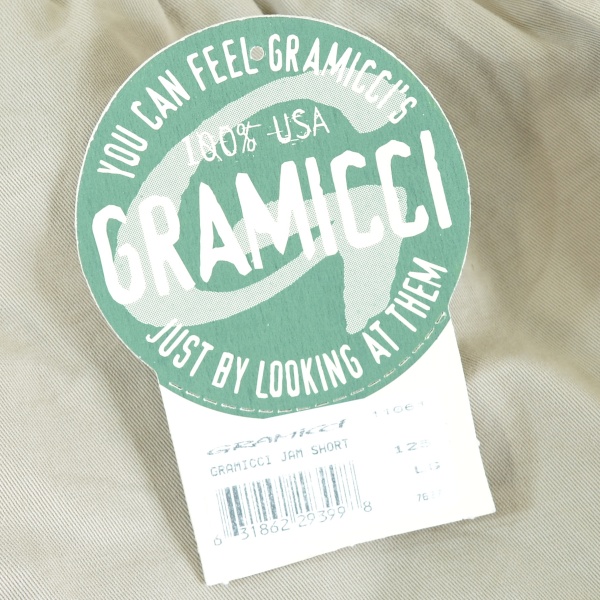 YOU CAN FEEL GRAMICCI'S
100% USA
GRAMICCI
JUST BY LOOKING AT THEM
GRAMICCI
GRAMICCI JAM SHORT
6 31862 29399 8